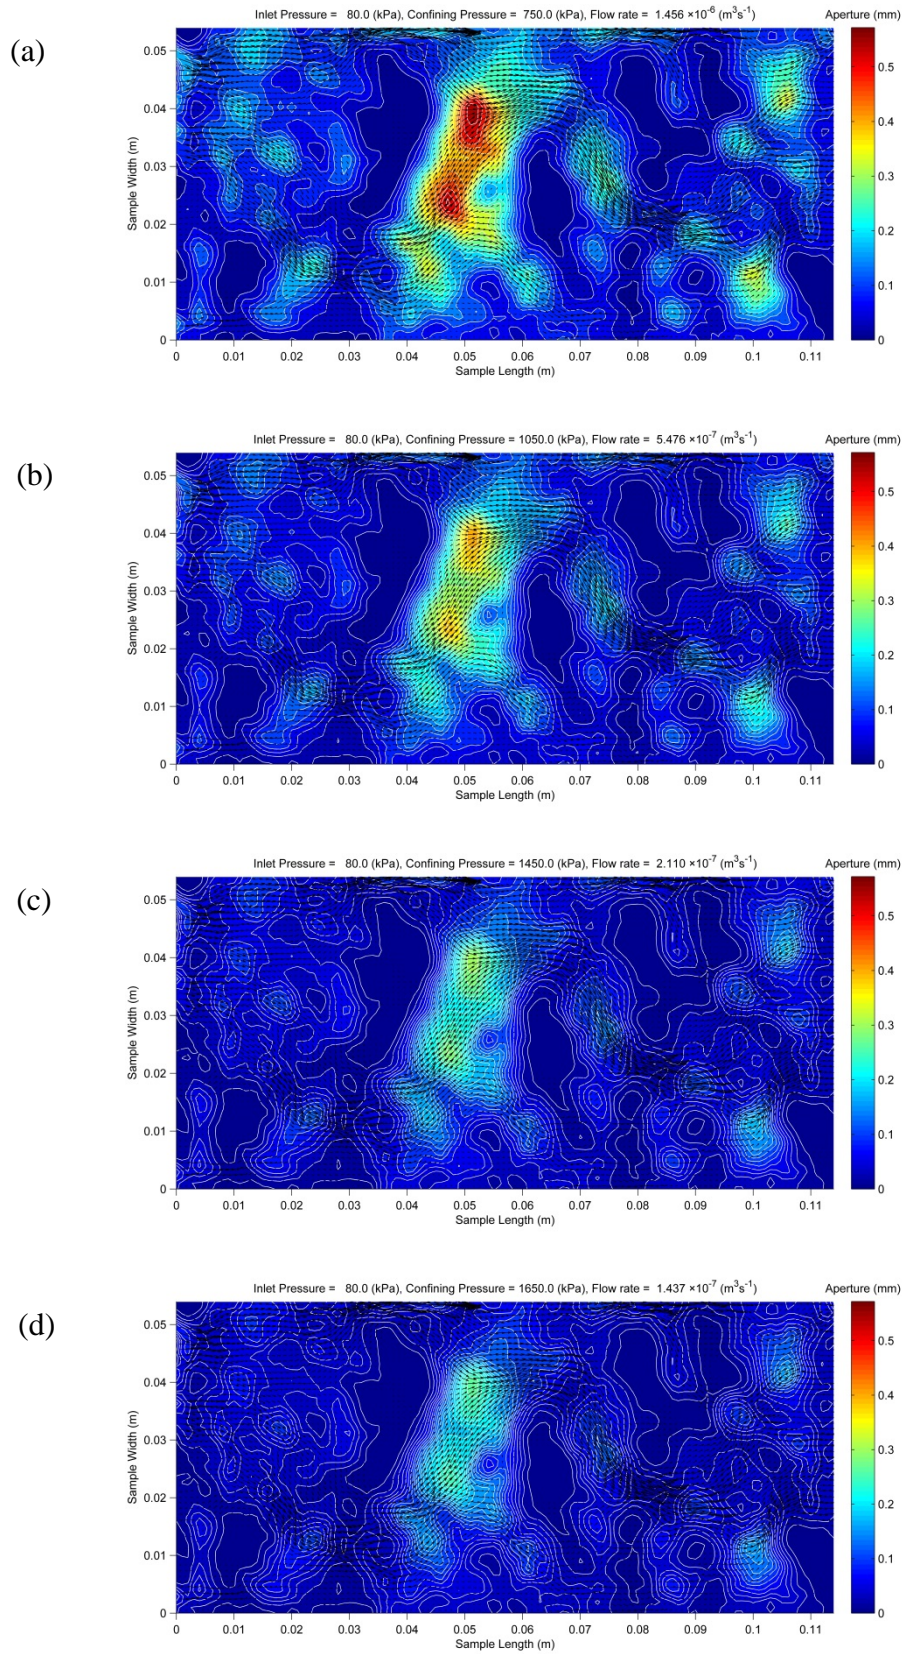 (a)
Inlet Pressure = 80.0 (kPa), Confining Pressure = 750.0 (kPa), Flow rate = 1.456 ×10⁻⁶ (m³s⁻¹)
Aperture (mm)
0.05
0.04
0.03
0.02
0.01
0
Sample Width (m)
0 0.01 0.02 0.03 0.04 0.05 0.06 0.07 0.08 0.09 0.1 0.11
Sample Length (m)
0.5
0.4
0.3
0.2
0.1
0
(b)
Inlet Pressure = 80.0 (kPa), Confining Pressure = 1050.0 (kPa), Flow rate = 5.476 ×10⁻⁷ (m³s⁻¹)
Aperture (mm)
0.05
0.04
0.03
0.02
0.01
0
Sample Width (m)
0 0.01 0.02 0.03 0.04 0.05 0.06 0.07 0.08 0.09 0.1 0.11
Sample Length (m)
0.5
0.4
0.3
0.2
0.1
0
(c)
Inlet Pressure = 80.0 (kPa), Confining Pressure = 1450.0 (kPa), Flow rate = 2.110 ×10⁻⁷ (m³s⁻¹)
Aperture (mm)
0.05
0.04
0.03
0.02
0.01
0
Sample Width (m)
0 0.01 0.02 0.03 0.04 0.05 0.06 0.07 0.08 0.09 0.1 0.11
Sample Length (m)
0.5
0.4
0.3
0.2
0.1
0
(d)
Inlet Pressure = 80.0 (kPa), Confining Pressure = 1650.0 (kPa), Flow rate = 1.437 ×10⁻⁷ (m³s⁻¹)
Aperture (mm)
0.05
0.04
0.03
0.02
0.01
0
Sample Width (m)
0 0.01 0.02 0.03 0.04 0.05 0.06 0.07 0.08 0.09 0.1 0.11
Sample Length (m)
0.5
0.4
0.3
0.2
0.1
0